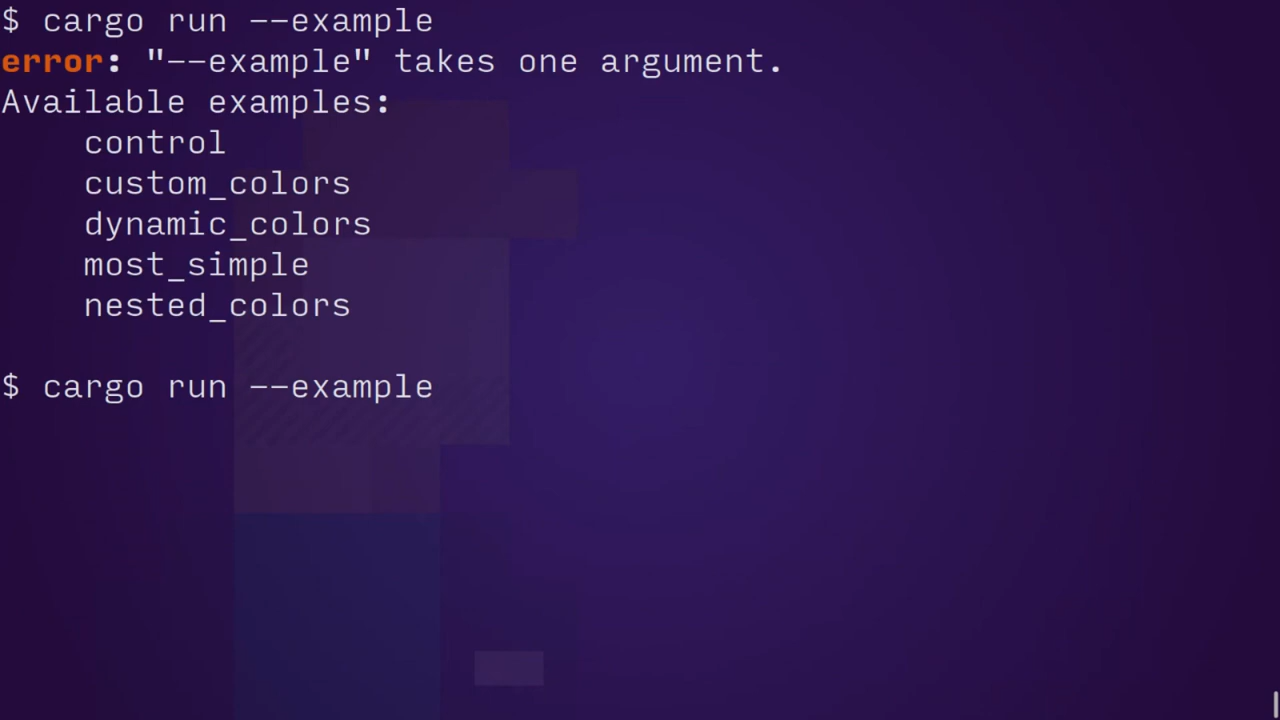 $ cargo run --example
error: "--example" takes one argument.
Available examples:
    control
    custom_colors
    dynamic_colors
    most_simple
    nested_colors

$ cargo run --example